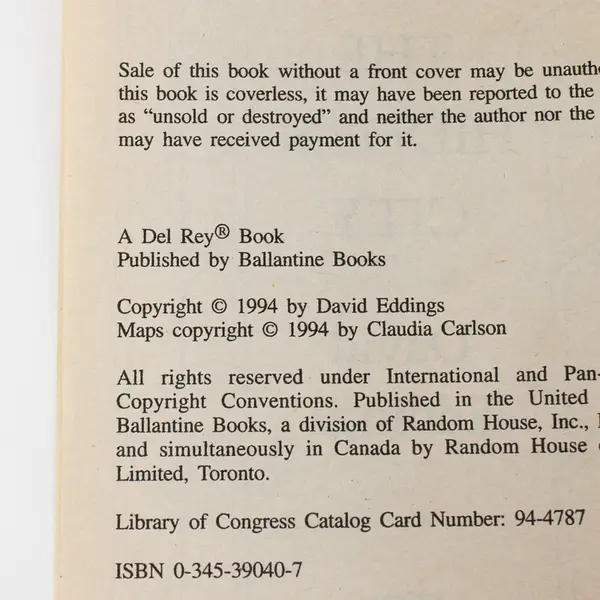 Sale of this book without a front cover may be
this book is coverless, it may have been reported to the
as “unsold or destroyed” and neither the author nor the
may have received payment for it.
A Del Rey® Book
Published by Ballantine Books
Copyright © 1994 by David Eddings
Maps copyright © 1994 by Claudia Carlson
All rights reserved under International and Pan-
Copyright Conventions. Published in the United
Ballantine Books, a division of Random House, Inc.,
and simultaneously in Canada by Random House
Limited, Toronto.
Library of Congress Catalog Card Number: 94-4787
ISBN 0-345-39040-7